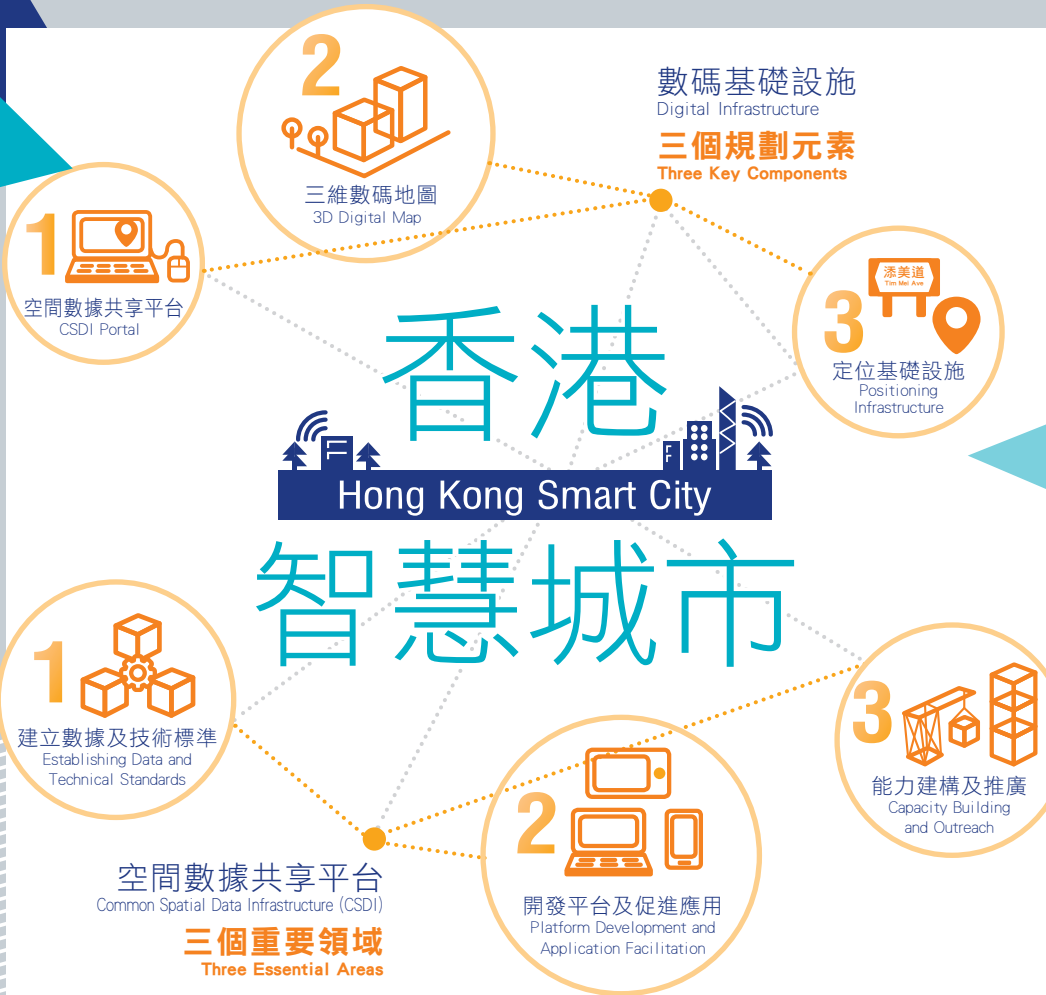 2
三維數碼地圖
3D Digital Map
數碼基礎設施
Digital Infrastructure
三個規劃元素
Three Key Components
1
空間數據共享平台
CSDI Portal
添美道
Tim Mei Ave
3
定位基礎設施
Positioning
Infrastructure
香港
Hong Kong Smart City
智慧城市
1
建立數據及技術標準
Establishing Data and
Technical Standards
3
能力建構及推廣
Capacity Building
and Outreach
2
開發平台及促進應用
Platform Development and
Application Facilitation
空間數據共享平台
Common Spatial Data Infrastructure (CSDI)
三個重要領域
Three Essential Areas